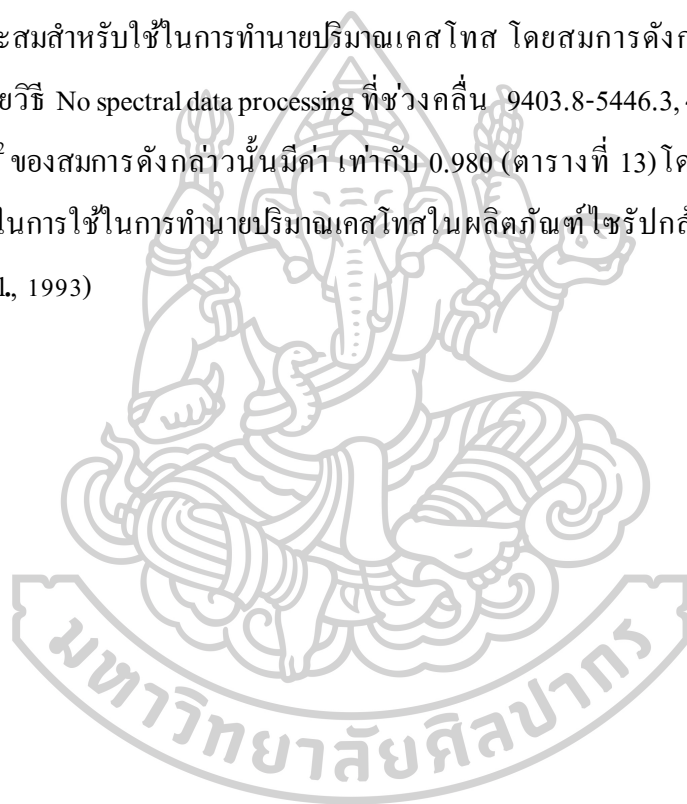 ะสมสำหรับใช้ในการทำนายปริมาณเคสโทส โดยสมการดังก
ยวิธี No spectral data processing ที่ช่วงคลื่น 9403.8-5446.3,
² ของสมการดังกล่าวนั้นมีค่า เท่ากับ 0.980 (ตารางที่ 13) โด
ในการใช้ในการทำนายปริมาณเคสโทสในผลิตภัณฑ์ไซรัปกล้
l., 1993)
มหาวิทยาลัยศิลปากร